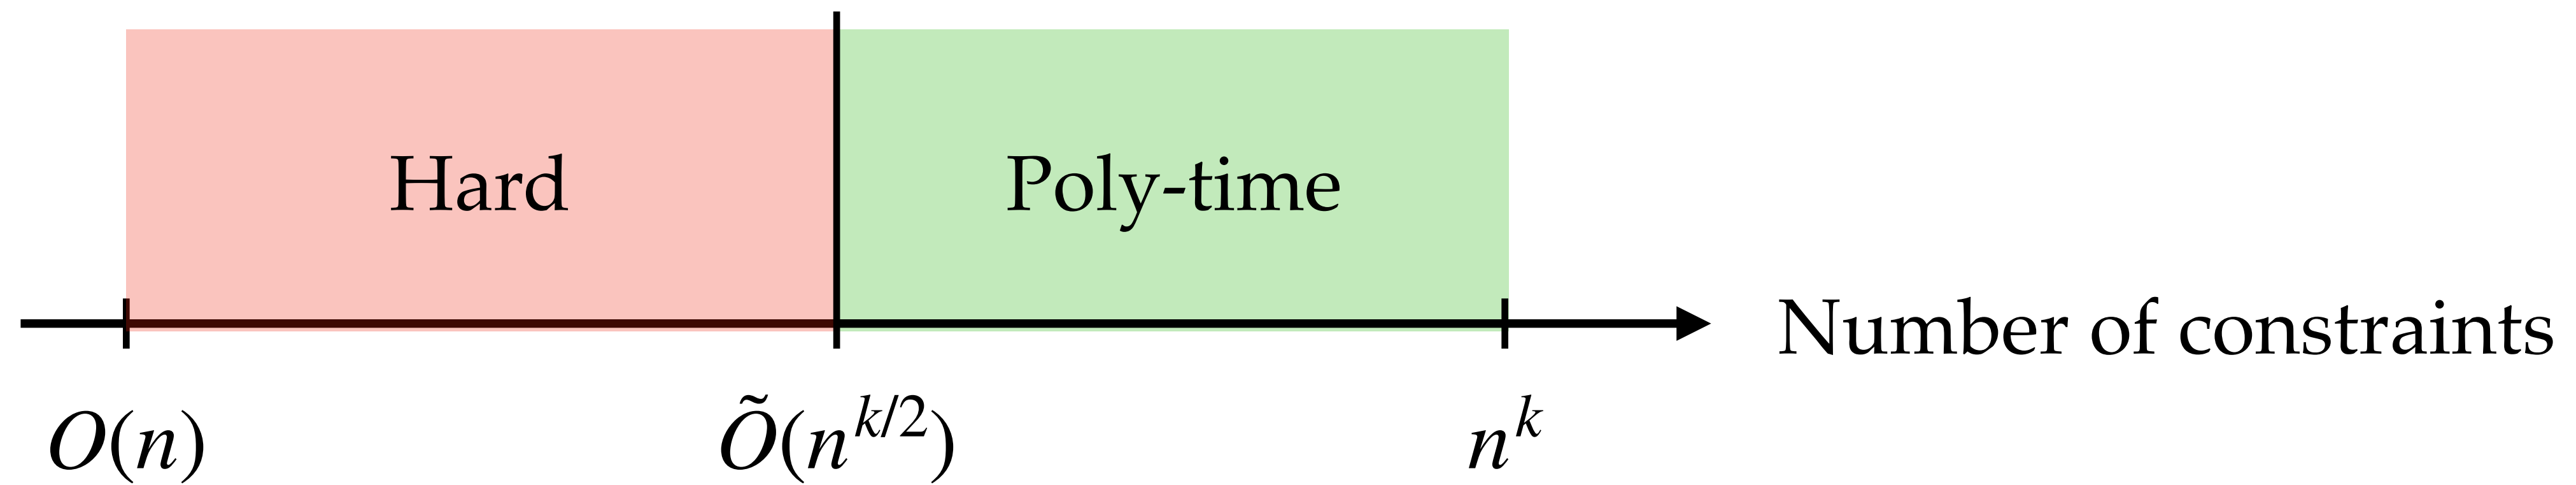 Hard
Poly-time
Number of constraints
O(n)
Õ(n^{k/2})
n^k